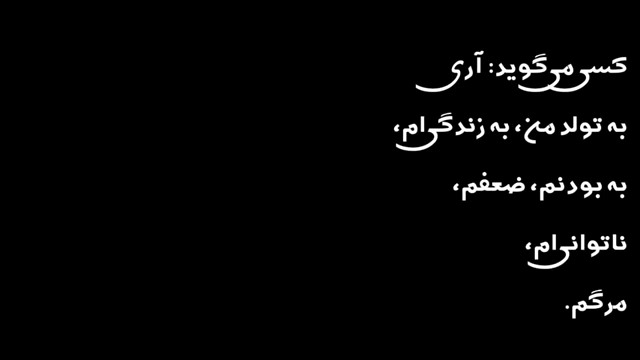 کسی می‌گوید: آری
به تولد من، به زندگی‌ام،
به بودنم، ضعفم،
ناتوانی‌ام،
مرگم.